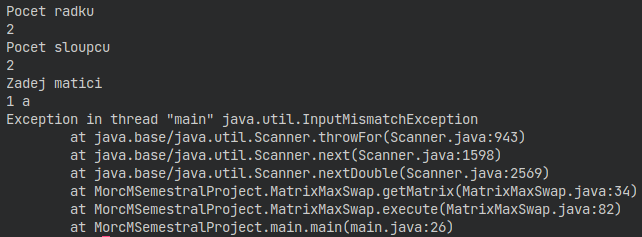 Pocet radku
2
Pocet sloupcu
2
Zadej matici
1 a
Exception in thread "main" java.util.InputMismatchException
at java.base/java.util.Scanner.throwFor(Scanner.java:943)
at java.base/java.util.Scanner.next(Scanner.java:1598)
at java.base/java.util.Scanner.nextDouble(Scanner.java:2569)
at MorcMSemestralProject.MatrixMaxSwap.getMatrix(MatrixMaxSwap.java:34)
at MorcMSemestralProject.MatrixMaxSwap.execute(MatrixMaxSwap.java:82)
at MorcMSemestralProject.main.main(main.java:26)